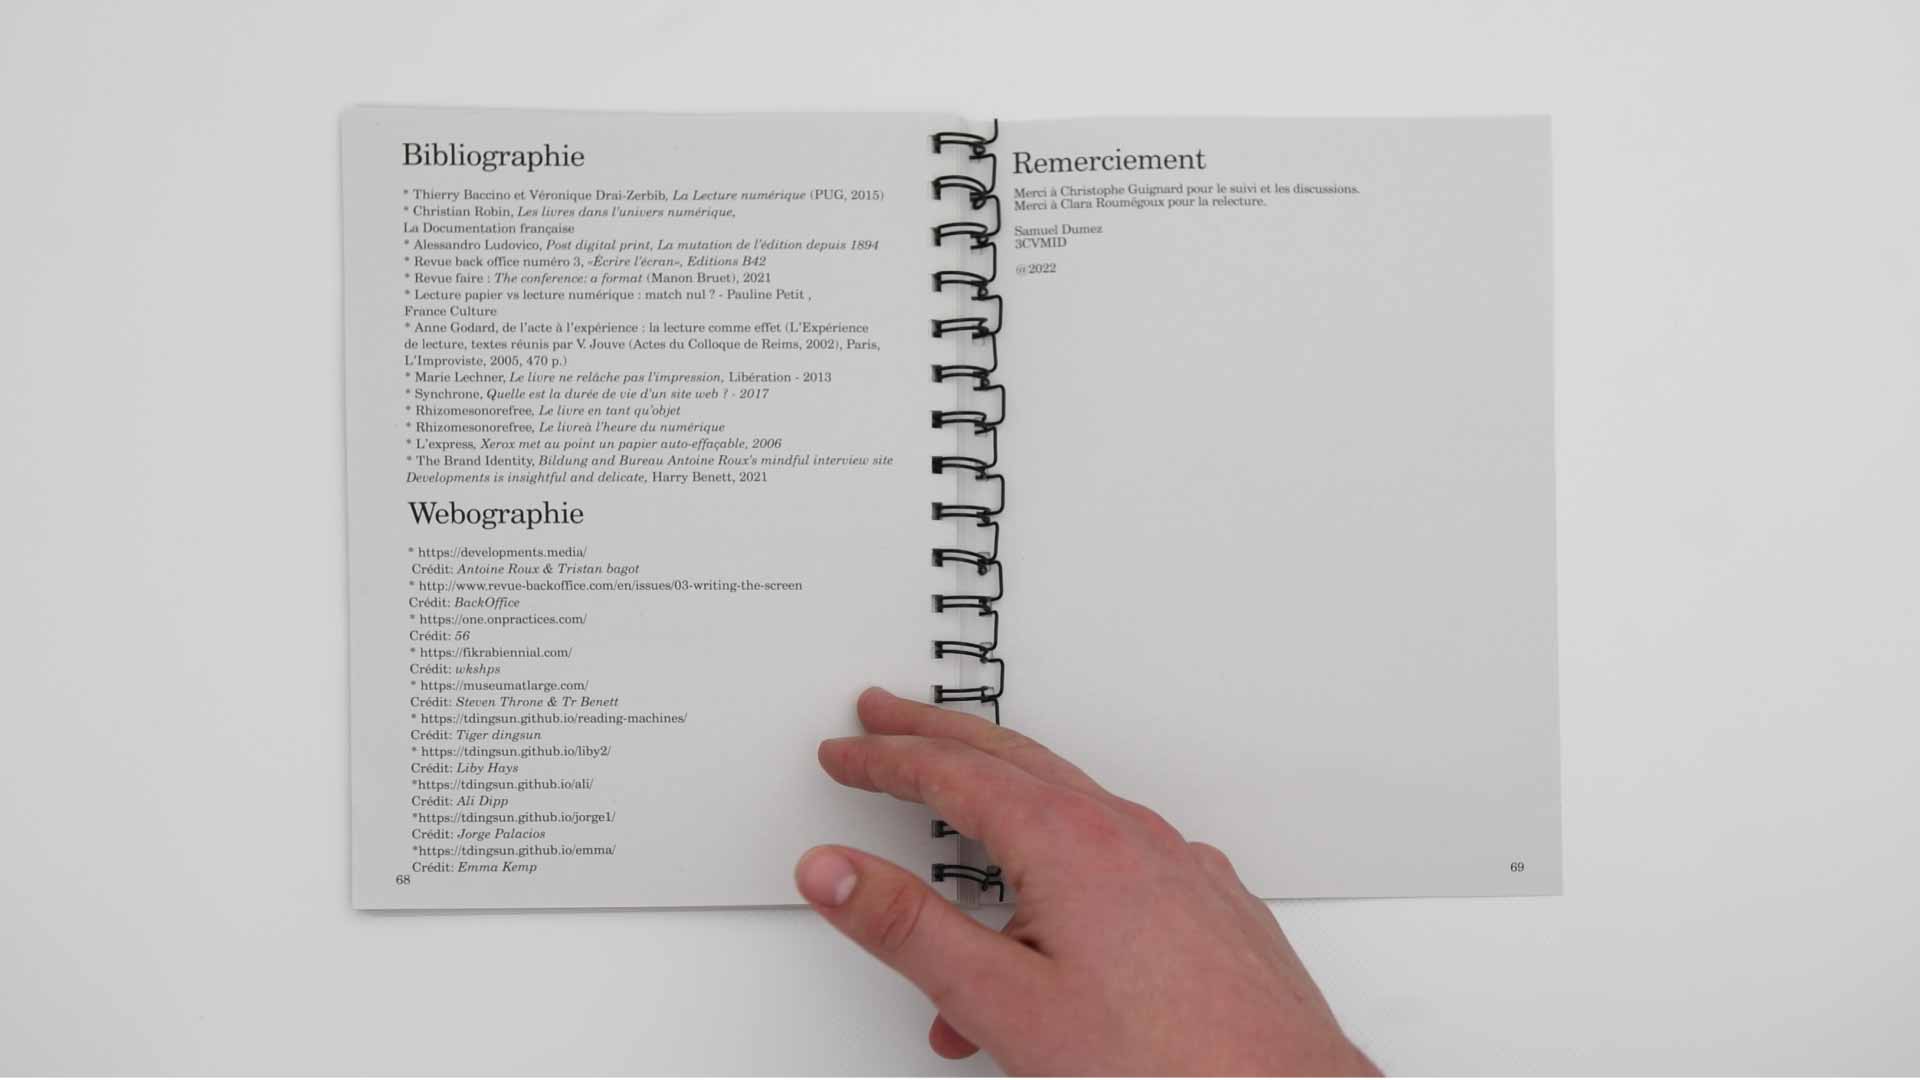 Bibliographie
* Thierry Baccino et Véronique Drai-Zerbib, La Lecture numérique (PUG, 2015)
* Christian Robin, Les livres dans l'univers numérique,
La Documentation française
* Alessandro Ludovico, Post digital print, La mutation de l'édition depuis 1894
* Revue back office numéro 3, «Écrire l'écran», Editions B42
* Revue faire : The conference: a format (Manon Bruet), 2021
* Lecture papier vs lecture numérique : match nul ? - Pauline Petit ,
France Culture
* Anne Godard, de l'acte à l'expérience : la lecture comme effet (L'Expérience
de lecture, textes réunis par V. Jouve (Actes du Colloque de Reims, 2002), Paris,
L'Improviste, 2005, 470 p.)
* Marie Lechner, Le livre ne relâche pas l'impression, Libération - 2013
* Synchrone, Quelle est la durée de vie d'un site web ? - 2017
* Rhizomesonorefree, Le livre en tant qu'objet
* Rhizomesonorefree, Le livreà l'heure du numérique
* L'express, Xerox met au point un papier auto-effaçable, 2006
* The Brand Identity, Bildung and Bureau Antoine Roux's mindful interview site
Developments is insightful and delicate, Harry Benett, 2021
Webographie
* https://developments.media/
Crédit: Antoine Roux & Tristan bagot
* http://www.revue-backoffice.com/en/issues/03-writing-the-screen
Crédit: BackOffice
* https://one.onpractices.com/
Crédit: 56
* https://fikrabiennial.com/
Crédit: wkshps
* https://museumatlarge.com/
Crédit: Steven Throne & Tr Benett
* https://tdingsun.github.io/reading-machines/
Crédit: Tiger dingsun
* https://tdingsun.github.io/liby2/
Crédit: Liby Hays
*https://tdingsun.github.io/ali/
Crédit: Ali Dipp
*https://tdingsun.github.io/jorge1/
Crédit: Jorge Palacios
*https://tdingsun.github.io/emma/
Crédit: Emma Kemp
68
Remerciement
Merci à Christophe Guignard pour le suivi et les discussions.
Merci à Clara Roumégoux pour la relecture.
Samuel Dumez
3CVMID
@2022
69